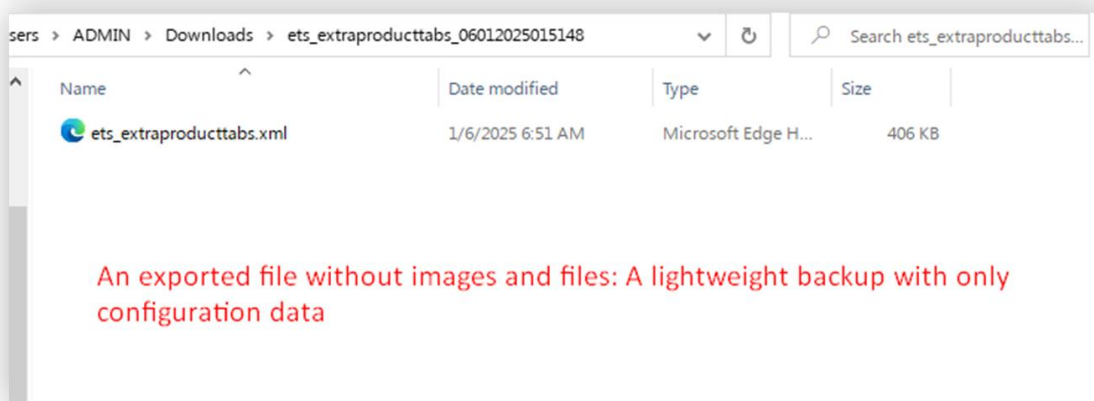 sers > ADMIN > Downloads > ets_extraproducttabs_06012025015148
Search ets_extraproducttabs...
Name Date modified Type Size
ets_extraproducttabs.xml 1/6/2025 6:51 AM Microsoft Edge H... 406 KB
An exported file without images and files: A lightweight backup with only
configuration data